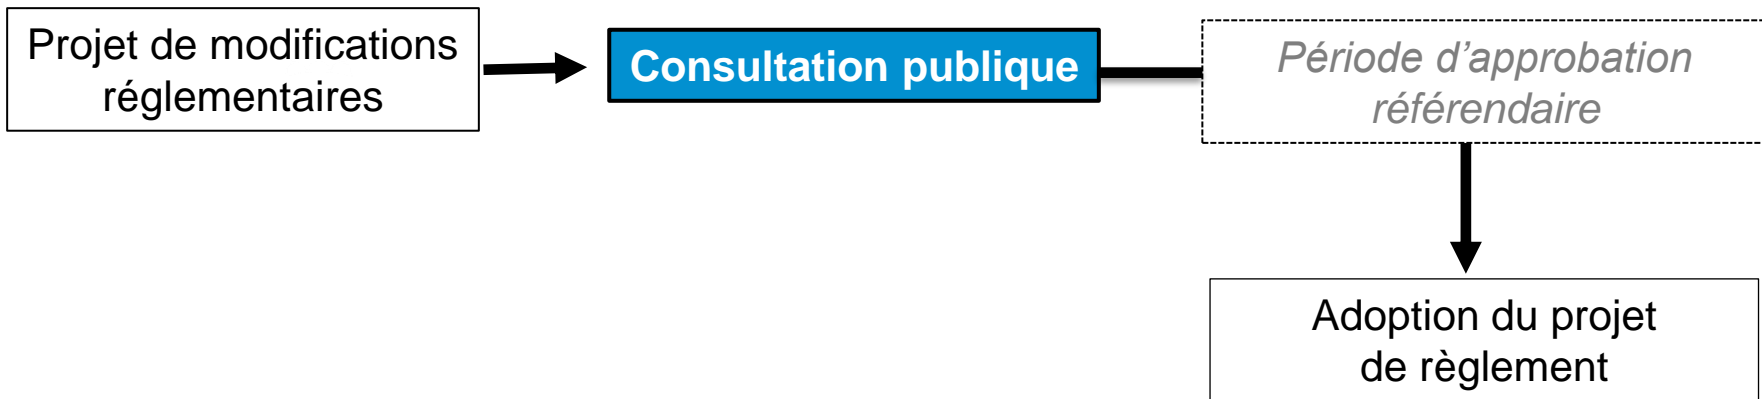 Projet de modifications
réglementaires
Consultation publique
Période d’approbation
référendaire
Adoption du projet
de règlement